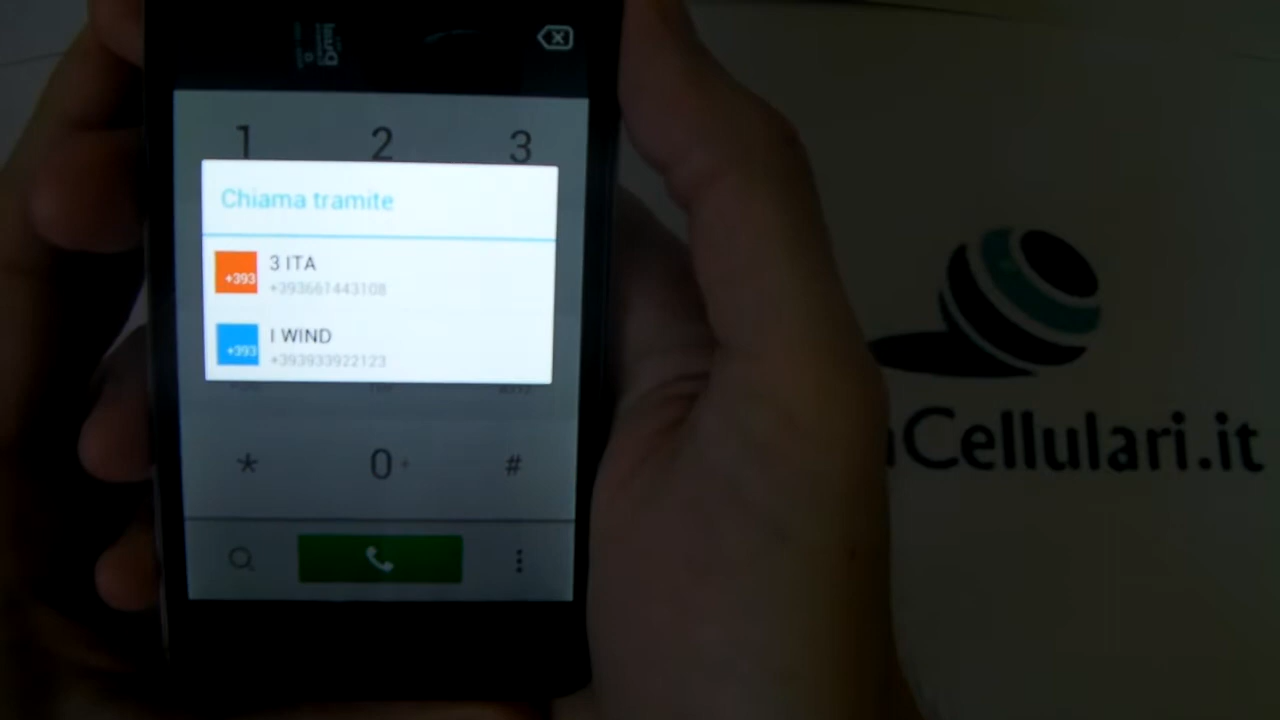 1 2 3
Chiama tramite
+393 3 ITA
+393661443108
+393 I WIND
+393933922123
* 0 + #
Cellulari.it